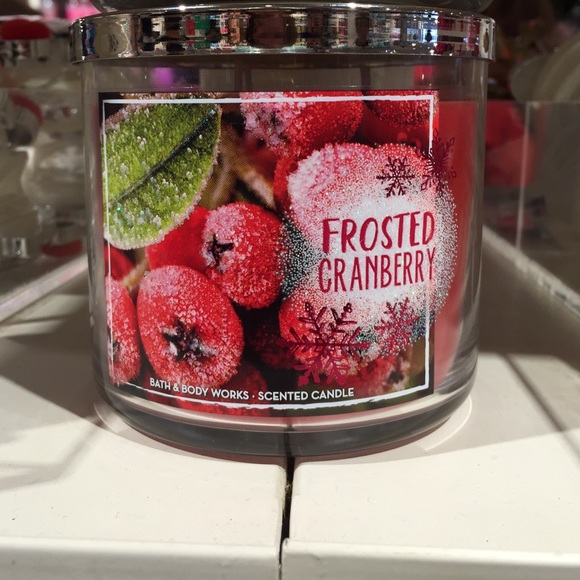 FROSTED
CRANBERRY
BATH & BODY WORKS · SCENTED CANDLE